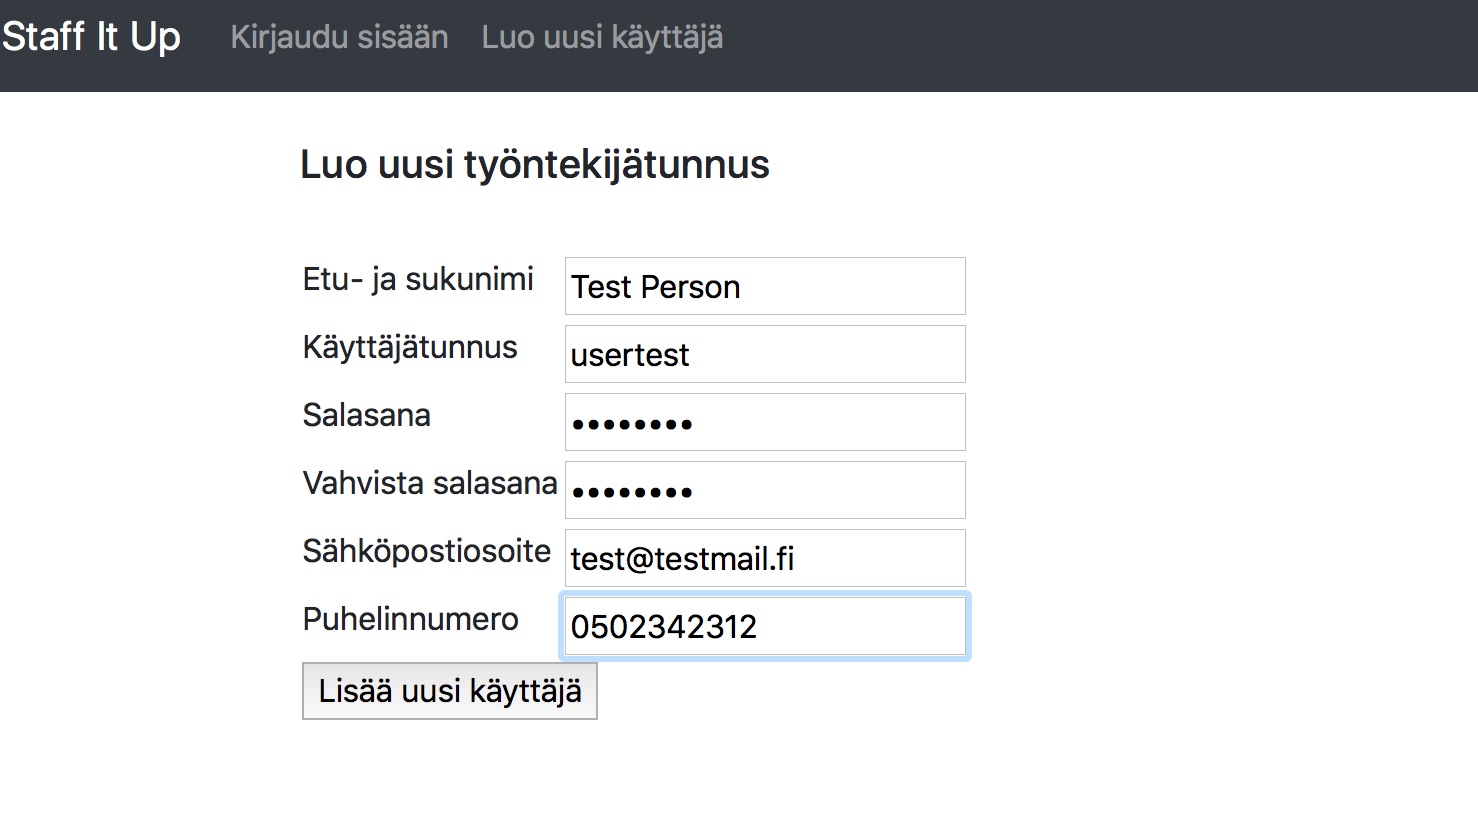 Staff It Up Kirjaudu sisään Luo uusi käyttäjä
Luo uusi työntekijätunnus
Etu- ja sukunimi Test Person
Käyttäjätunnus usertest
Salasana ••••••••
Vahvista salasana ••••••••
Sähköpostiosoite test@testmail.fi
Puhelinnumero 0502342312
Lisää uusi käyttäjä